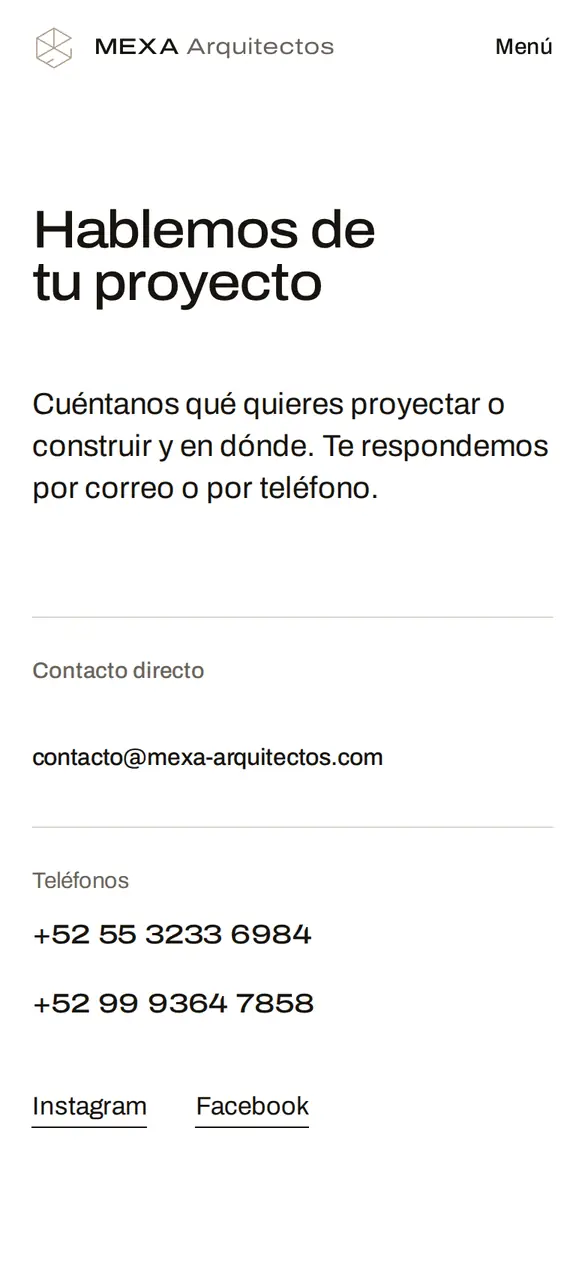 MEXA Arquitectos
Menú
Hablemos de
tu proyecto
Cuéntanos qué quieres proyectar o
construir y en dónde. Te respondemos
por correo o por teléfono.
Contacto directo
contacto@mexa-arquitectos.com
Teléfonos
+52 55 3233 6984
+52 99 9364 7858
Instagram
Facebook